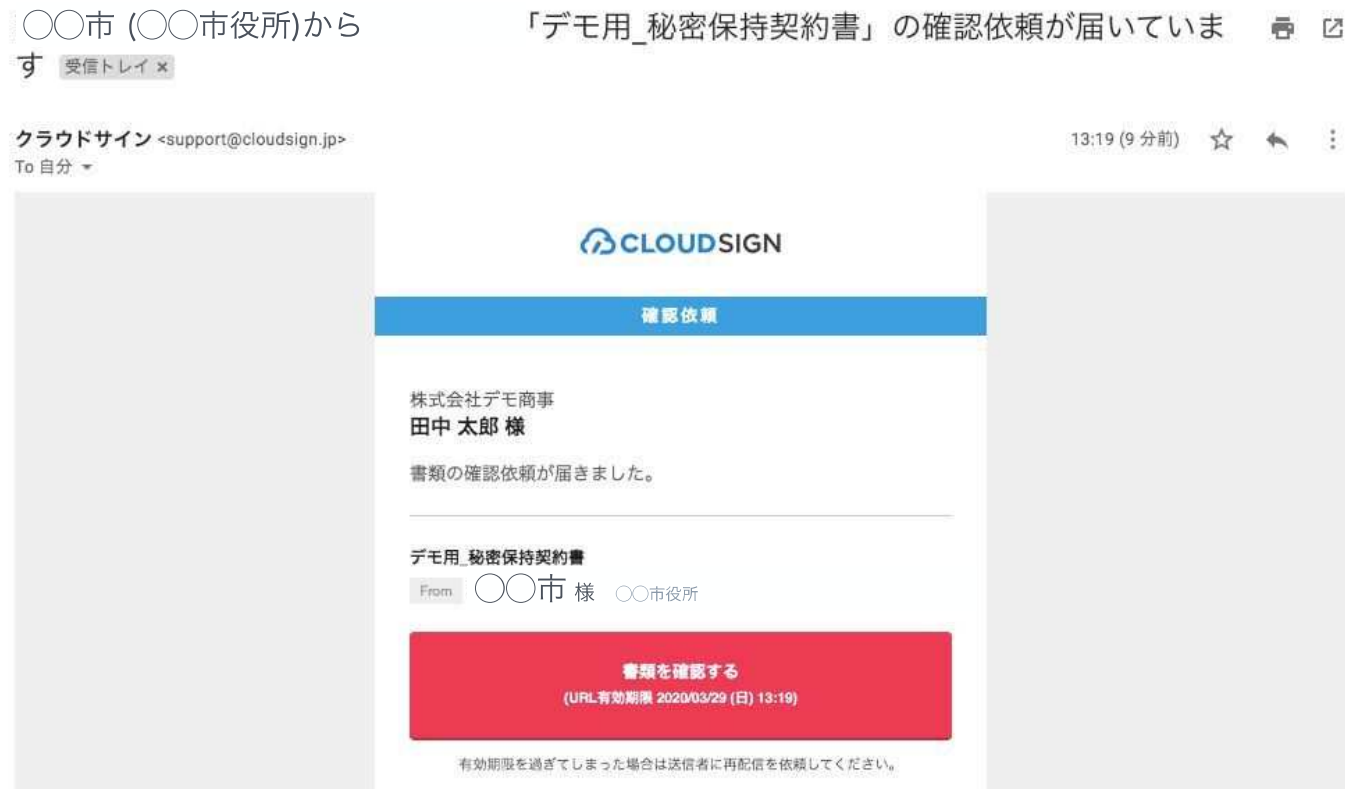 ◯◯市 (◯◯市役所)から 「デモ用_秘密保持契約書」の確認依頼が届いていま
す 受信トレイ ×
クラウドサイン <support@cloudsign.jp> 13:19 (9 分前)
To 自分
CLOUDSIGN
確認依頼
株式会社デモ商事
田中 太郎 様
書類の確認依頼が届きました。
デモ用_秘密保持契約書
From ◯◯市 様 ◯◯市役所
書類を確認する
(URL有効期限 2020/03/29 (日) 13:19)
有効期限を過ぎてしまった場合は送信者に再配信を依頼してください。